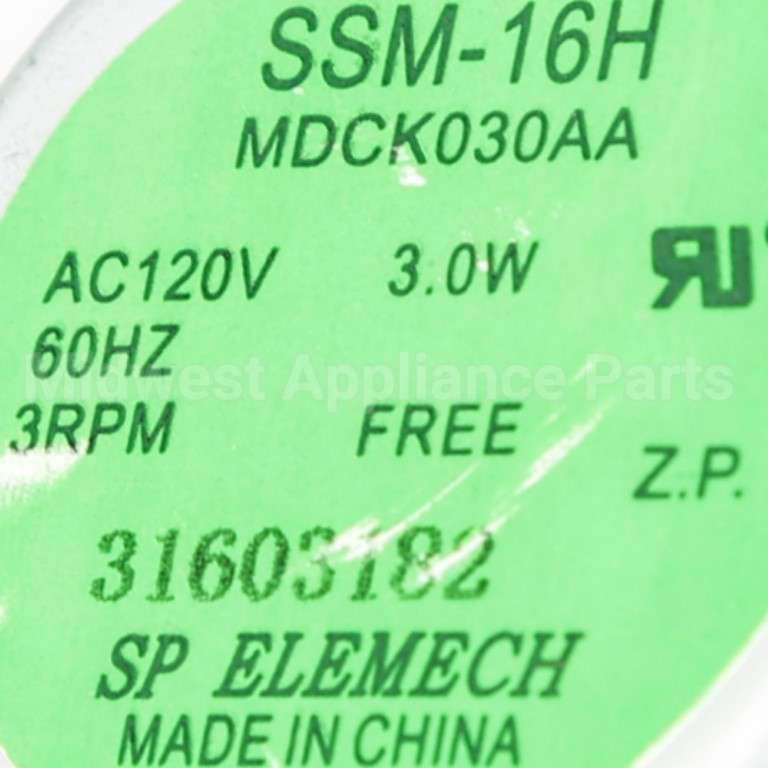 SSM-16H
MDCK030AA
AC120V 3.0W
60HZ
Midwest Appliance Parts
3RPM FREE
Z.P.
31603182
SP ELEMECH
MADE IN CHINA